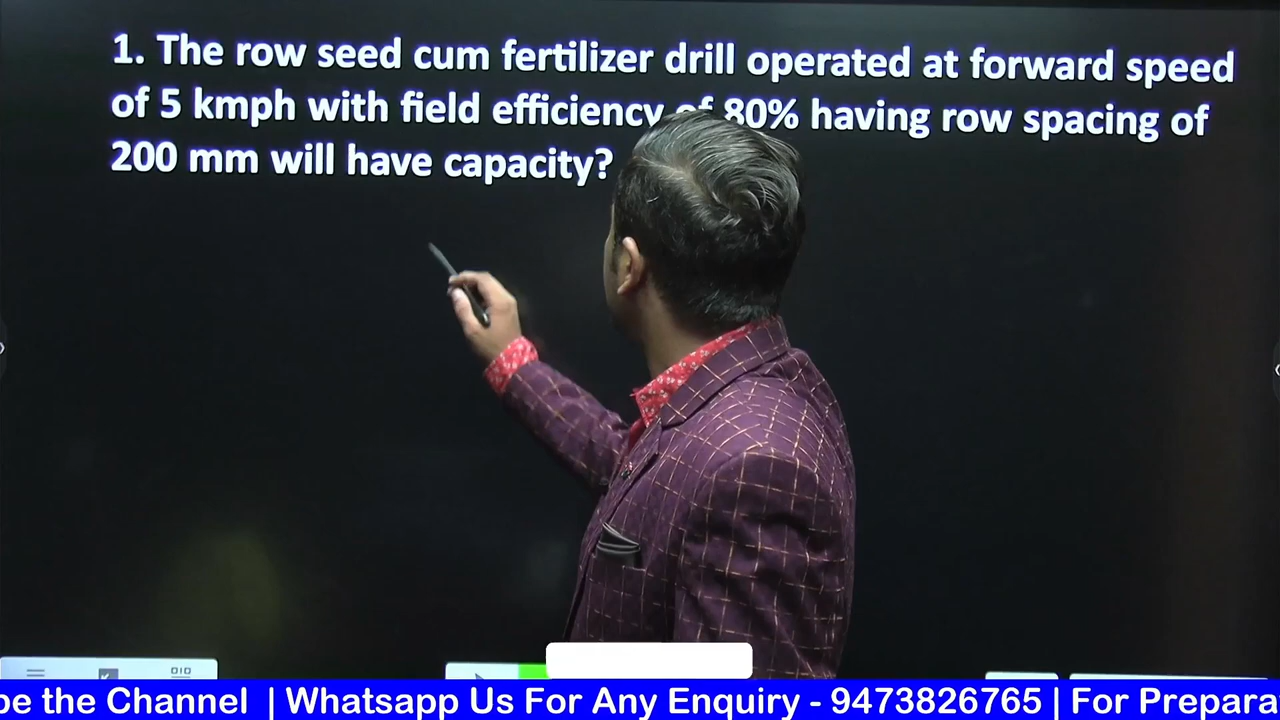 1. The row seed cum fertilizer drill operated at forward speed
of 5 kmph with field efficiency of 80% having row spacing of
200 mm will have capacity?
be the Channel | Whatsapp Us For Any Enquiry - 9473826765 | For Prepara